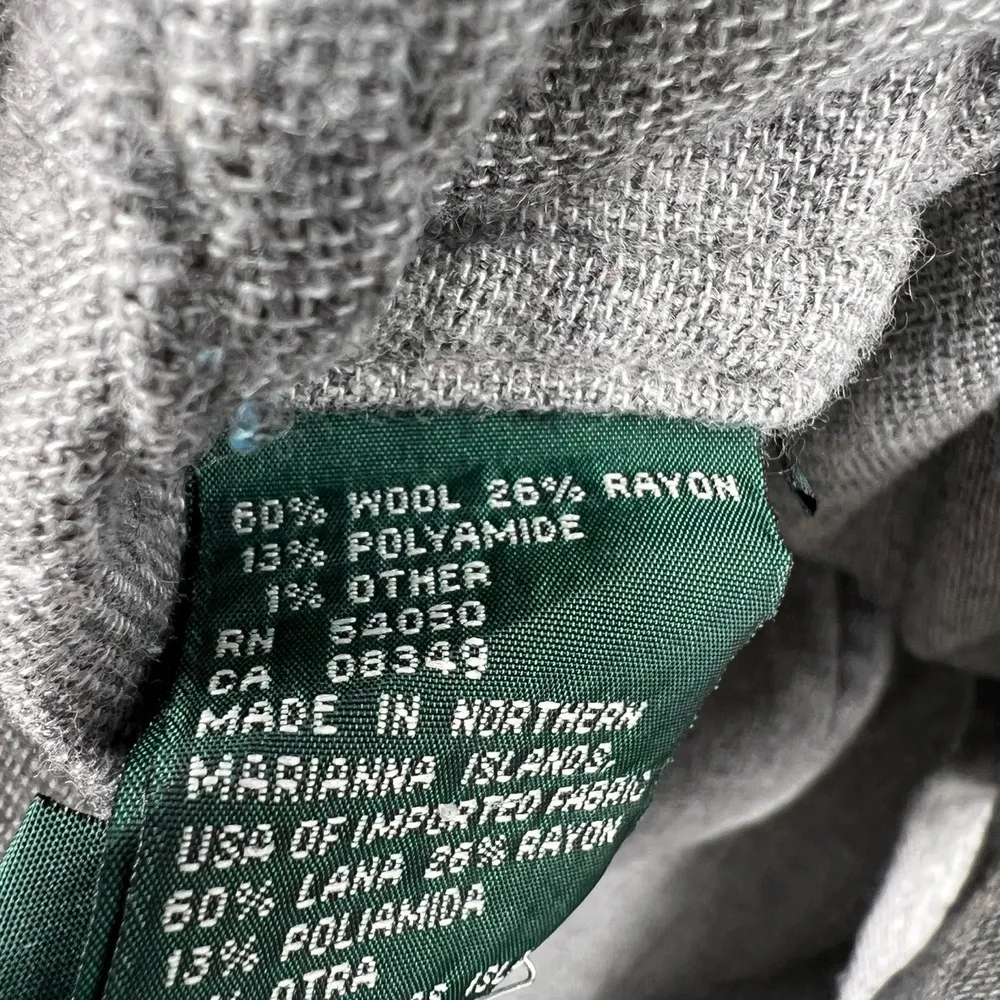 60% WOOL 26% RAYON
13% POLYAMIDE
1% OTHER
RN 54050
CA 08349
MADE IN NORTHERN
MARIANNA ISLANDS,
USA OF IMPORTED FABRIC
60% LANA 26% RAYON
13% POLIAMIDA
OTRA